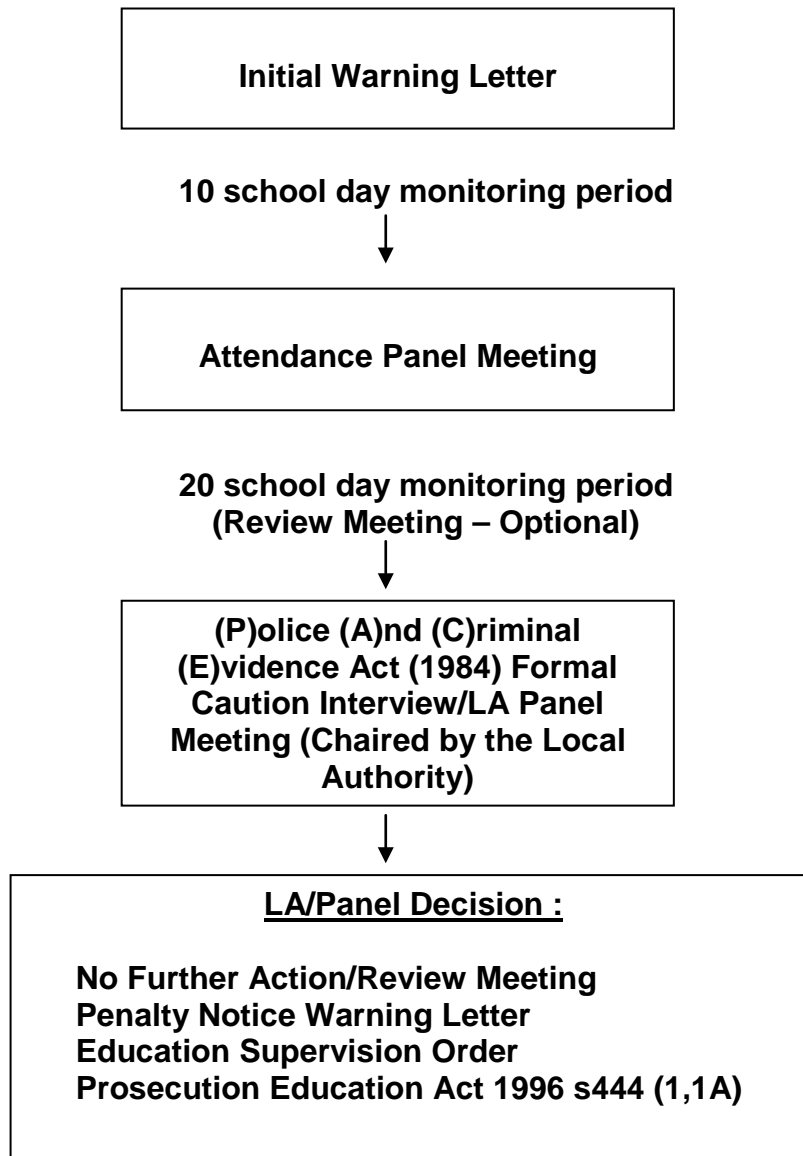 Initial Warning Letter
10 school day monitoring period
Attendance Panel Meeting
20 school day monitoring period
(Review Meeting – Optional)
(P)olice (A)nd (C)riminal
(E)vidence Act (1984) Formal
Caution Interview/LA Panel
Meeting (Chaired by the Local
Authority)
LA/Panel Decision :
No Further Action/Review Meeting
Penalty Notice Warning Letter
Education Supervision Order
Prosecution Education Act 1996 s444 (1,1A)